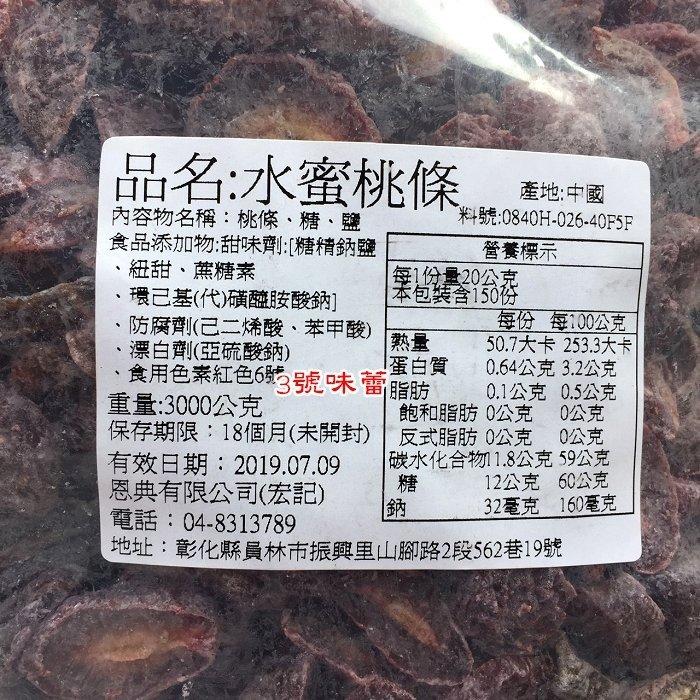 品名:水蜜桃條
產地:中國
內容物名稱：桃條、糖、鹽
料號:0840H-026-40F5F
食品添加物:甜味劑:[糖精鈉鹽
、紐甜、蔗糖素
、環己基(代)磺醯胺酸鈉]
、防腐劑(己二烯酸、苯甲酸)
、漂白劑(亞硫酸鈉)
、食用色素紅色6號
3號味蕾
重量:3000公克
保存期限：18個月(未開封)
有效日期：2019.07.09
恩典有限公司(宏記)
電話：04-8313789
地址：彰化縣員林市振興里山腳路2段562巷19號
營養標示
每1份量20公克
本包裝含150份
每份 每100公克
熱量 50.7大卡 253.3大卡
蛋白質 0.64公克 3.2公克
脂肪 0.1公克 0.5公克
飽和脂肪 0公克 0公克
反式脂肪 0公克 0公克
碳水化合物11.8公克 59公克
糖 12公克 60公克
鈉 32毫克 160毫克